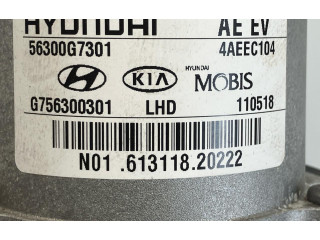 HYUNDAI AE EV
56300G7301 4AEEC104
KIA HYUNDAI MOBIS
G756300301 LHD 110518
N01 .613118.20222